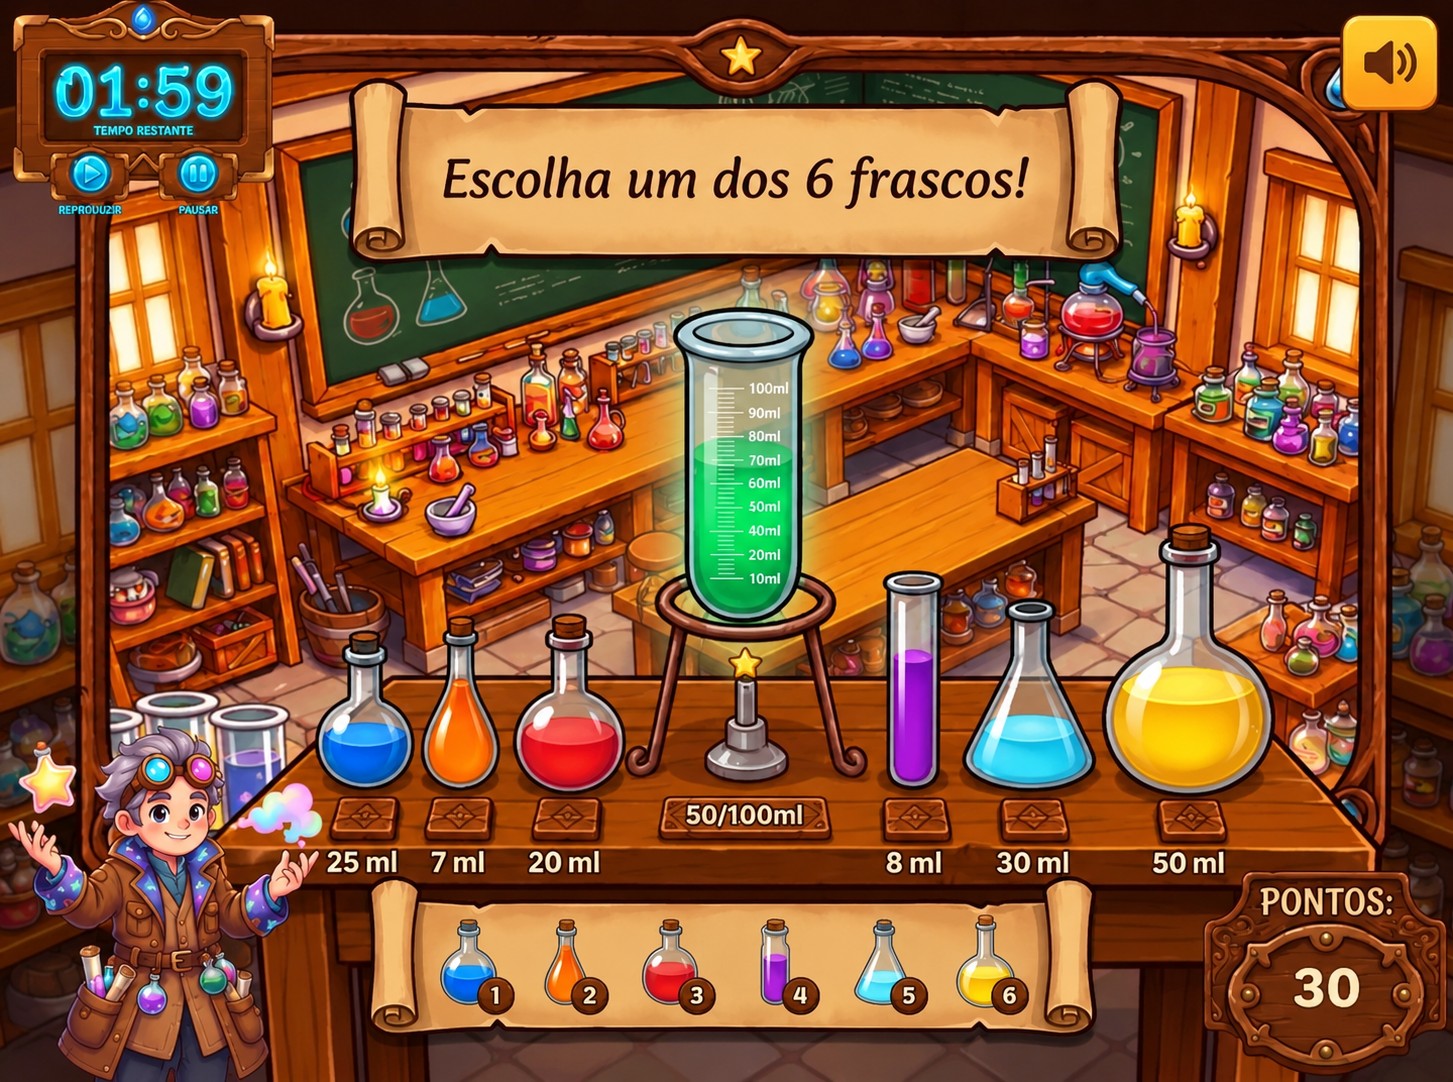 01:59
TEMPO RESTANTE
REPRODUZIR
PAUSAR
Escolha um dos 6 frascos!
100ml
90ml
80ml
70ml
60ml
50ml
40ml
20ml
10ml
50/100ml
25 ml
7 ml
20 ml
8 ml
30 ml
50 ml
1
2
3
4
5
6
PONTOS:
30